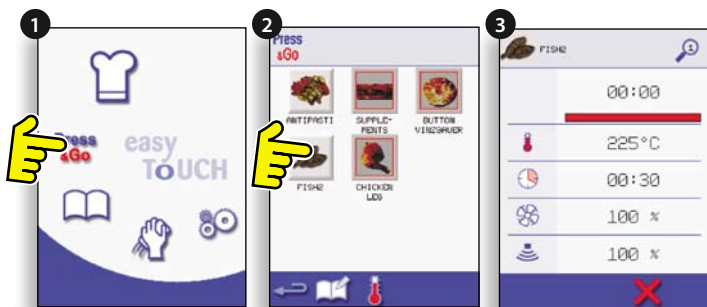 1
Press
&Go
easy
ToUCH
2
Press
&Go
ANTIPASTI
SUPPLE-
MENTS
BUTTON
VINZGAUER
FISH2
CHICKEN
LEG
3
FISH2
1
00:00
225°C
00:30
100 %
100 %